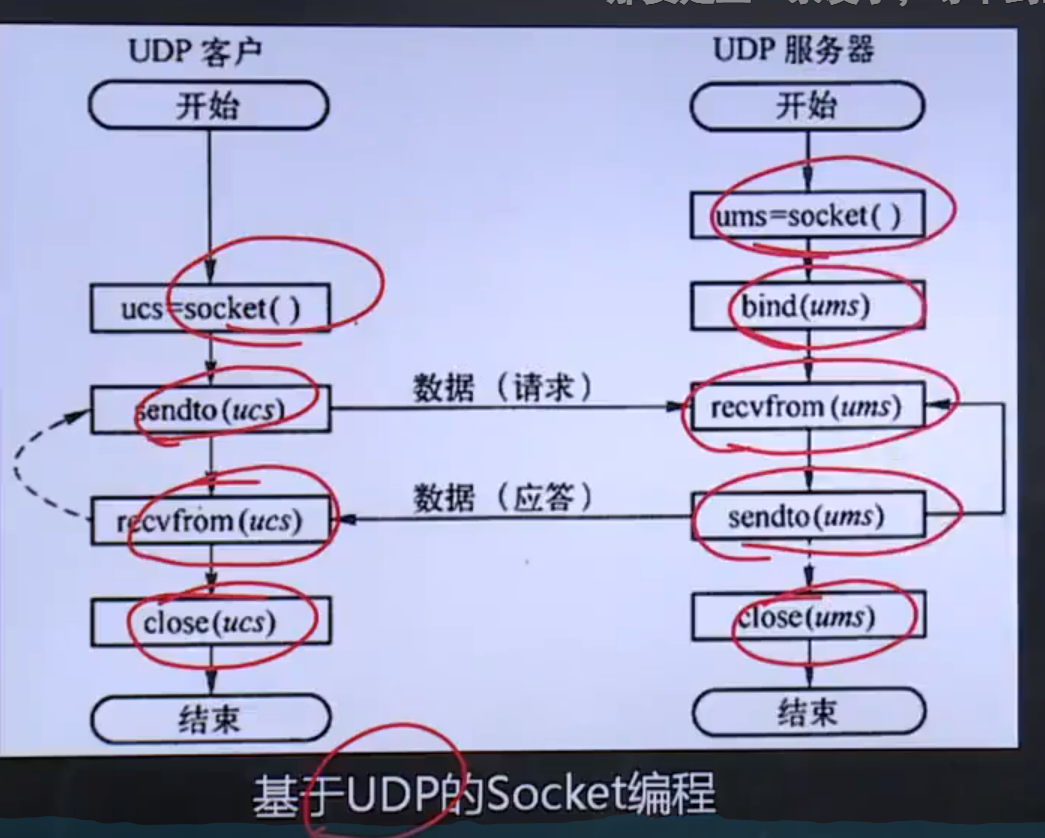 UDP 客户
开始
ucs=socket( )
sendto(ucs)
recvfrom(ucs)
close(ucs)
结束
数据（请求）
数据（应答）
UDP 服务器
开始
ums=socket( )
bind(ums)
recvfrom(ums)
sendto(ums)
close(ums)
结束
基于UDP的Socket编程